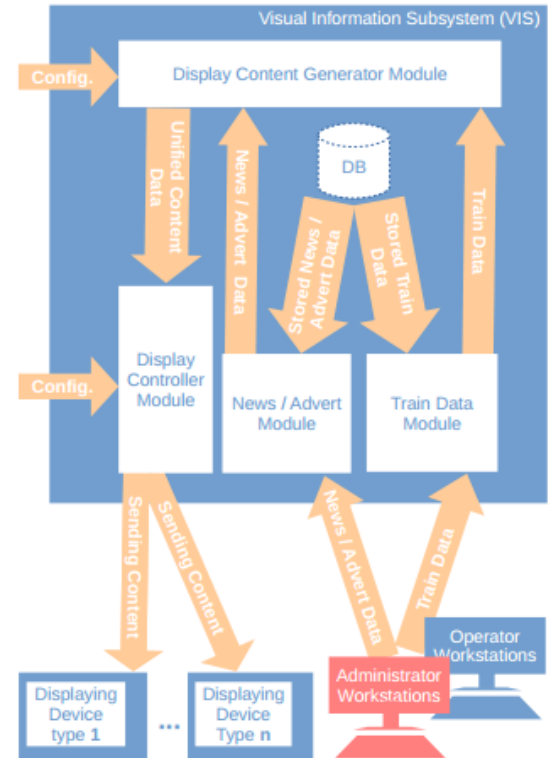 Visual Information Subsystem (VIS)
Config.
Display Content Generator Module
Unified Content
Data
News / Advert Data
DB
Stored News /
Advert Data
Stored Train
Data
Train Data
Config.
Display
Controller
Module
News / Advert
Module
Train Data
Module
Sending Content
Sending Content
News / Advert Data
Train Data
Operator
Workstations
Administrator
Workstations
Displaying
Device
type 1
...
Displaying
Device
Type n